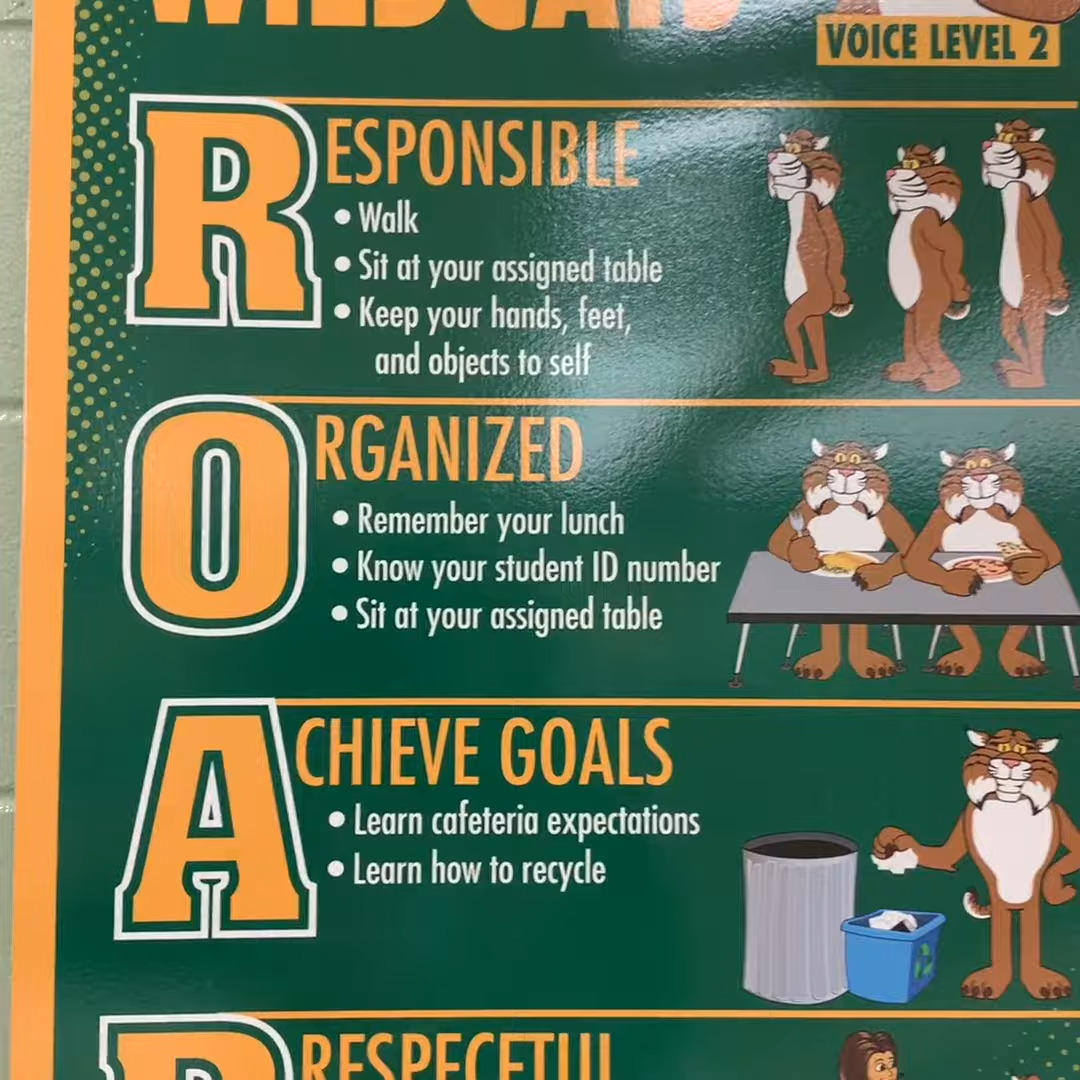 WILDCATS
VOICE LEVEL 2
RESPONSIBLE
• Walk
• Sit at your assigned table
• Keep your hands, feet,
and objects to self
ORGANIZED
• Remember your lunch
• Know your student ID number
• Sit at your assigned table
ACHIEVE GOALS
• Learn cafeteria expectations
• Learn how to recycle